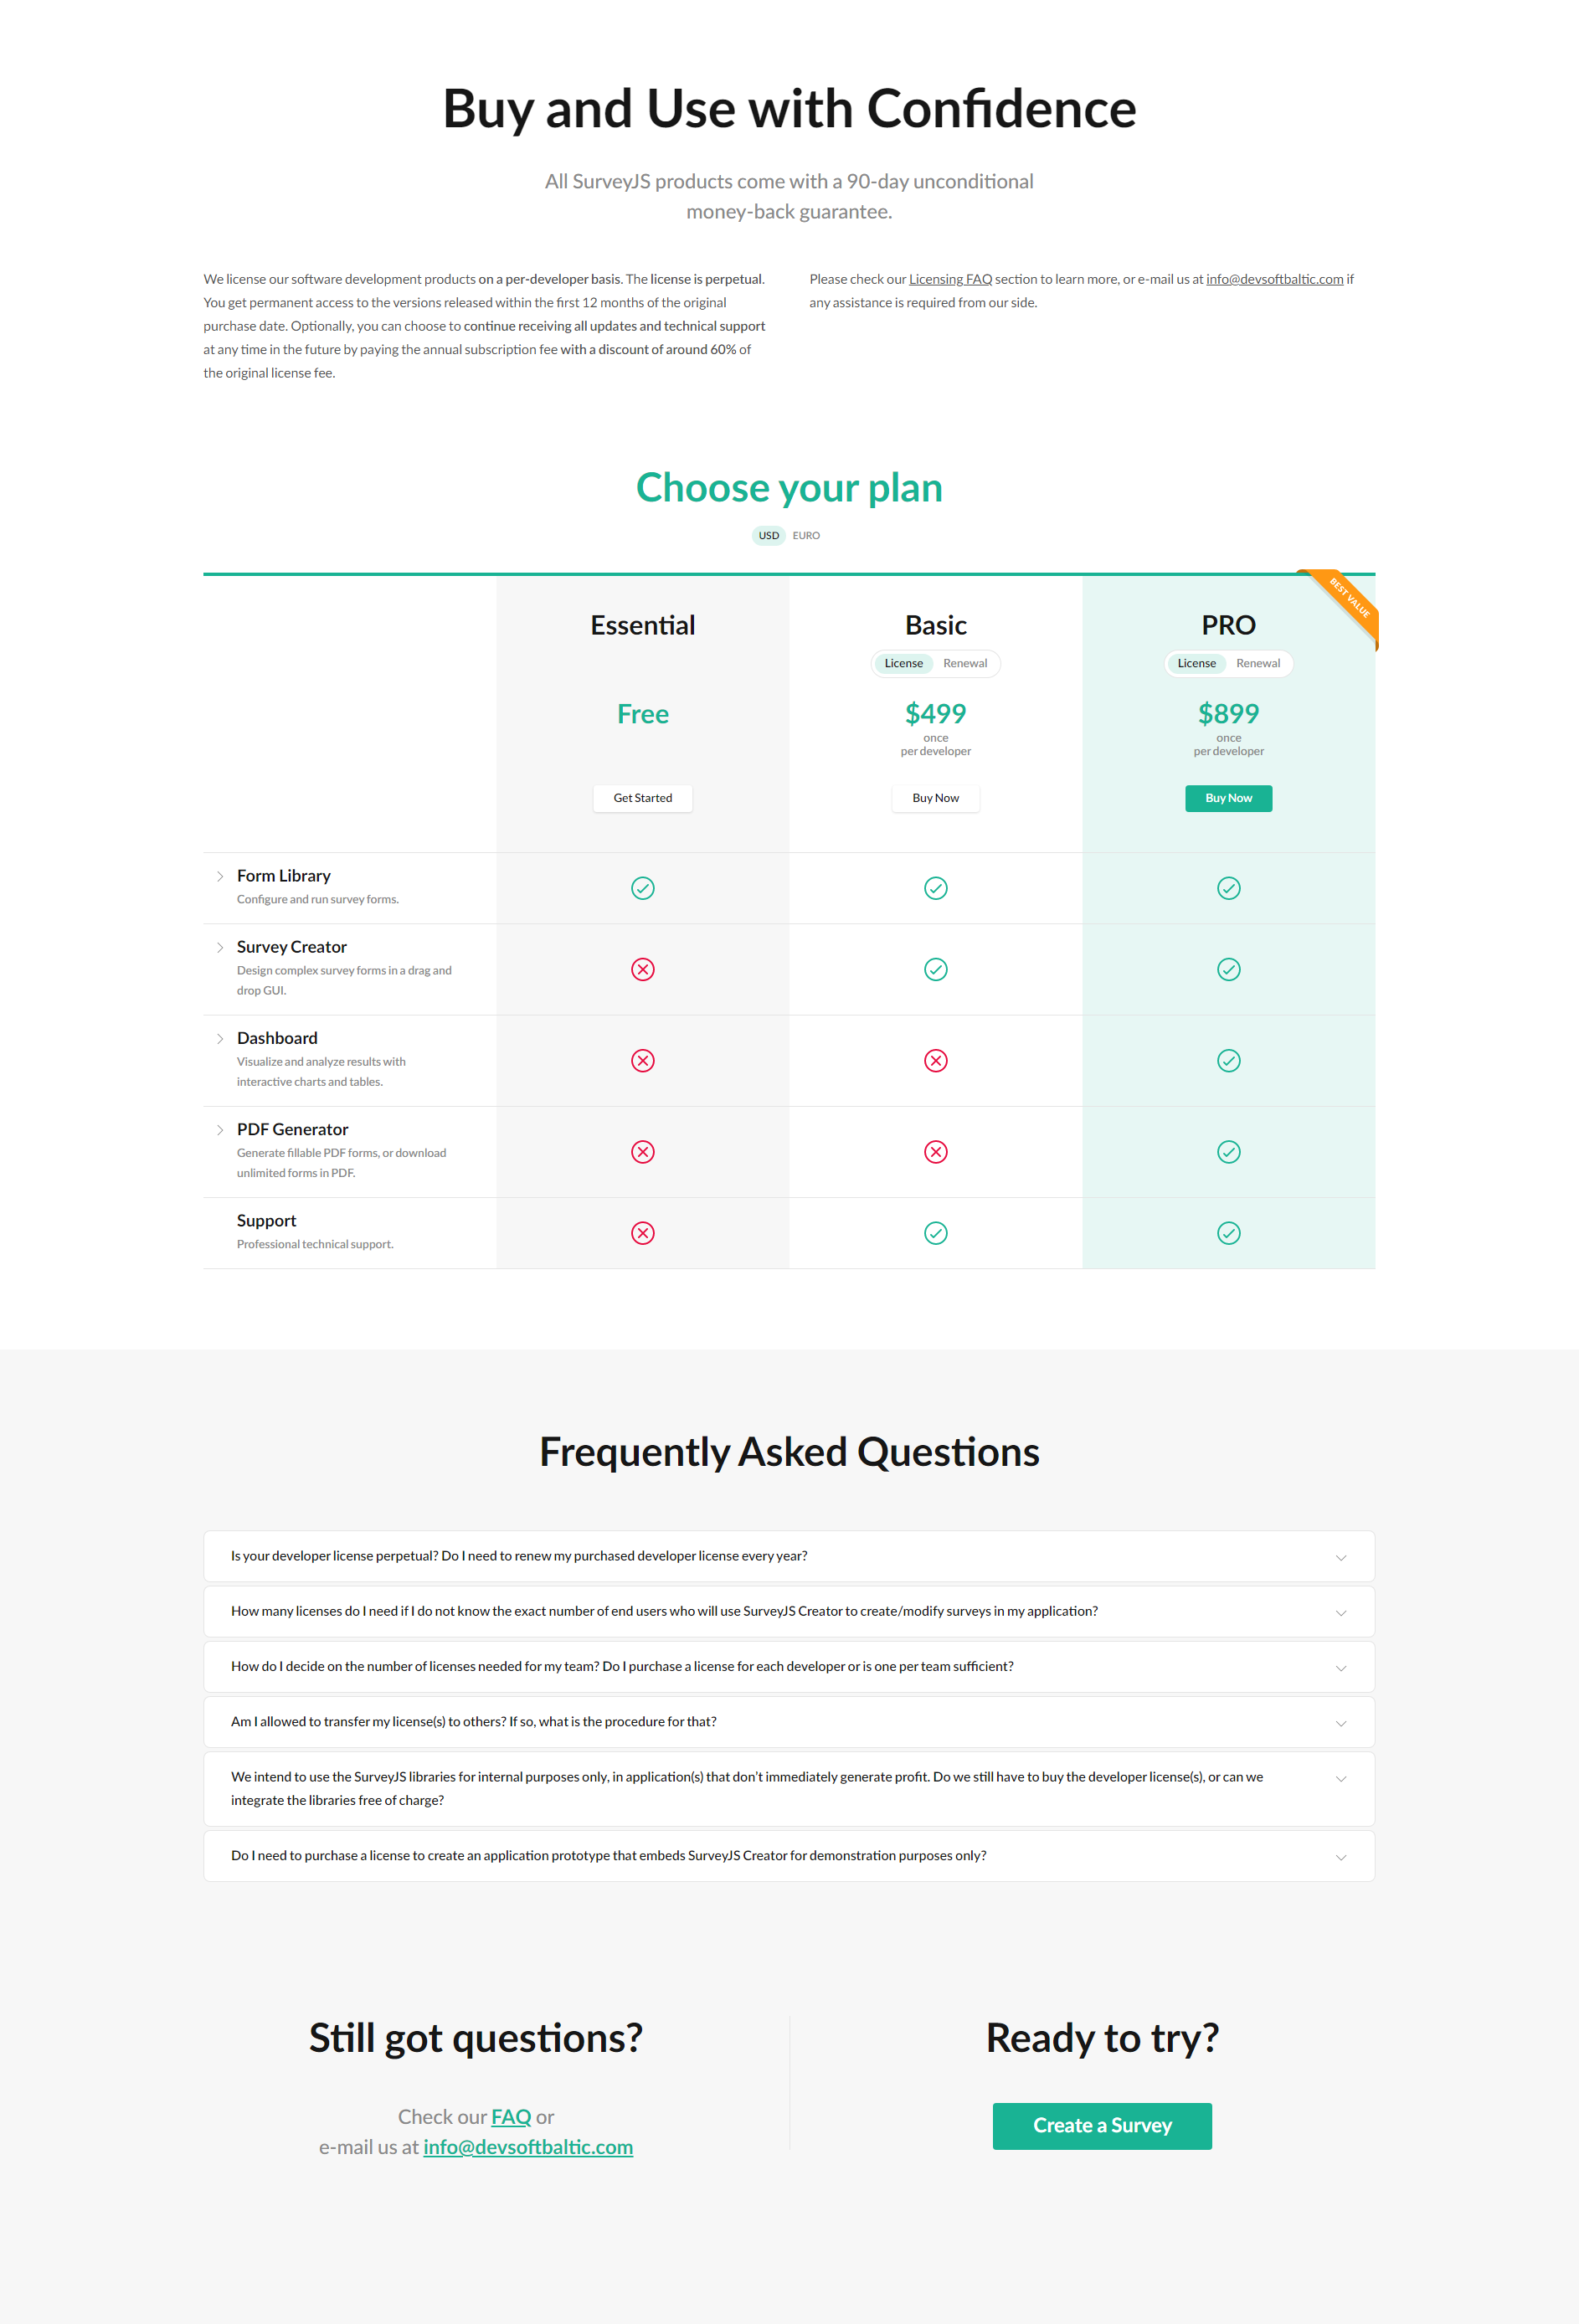 Buy and Use with Confidence
All SurveyJS products come with a 90-day unconditional
money-back guarantee.
We license our software development products on a per-developer basis. The license is perpetual.
You get permanent access to the versions released within the first 12 months of the original
purchase date. Optionally, you can choose to continue receiving all updates and technical support
at any time in the future by paying the annual subscription fee with a discount of around 60% of
the original license fee.
Please check our Licensing FAQ section to learn more, or e-mail us at info@devsoftbaltic.com if
any assistance is required from our side.
Choose your plan
USD EURO
BEST VALUE
Essential Basic PRO
License Renewal License Renewal
Free $499 $899
once once
per developer per developer
Get Started Buy Now Buy Now
Form Library
Configure and run survey forms.
Survey Creator
Design complex survey forms in a drag and
drop GUI.
Dashboard
Visualize and analyze results with
interactive charts and tables.
PDF Generator
Generate fillable PDF forms, or download
unlimited forms in PDF.
Support
Professional technical support.
Frequently Asked Questions
Is your developer license perpetual? Do I need to renew my purchased developer license every year?
How many licenses do I need if I do not know the exact number of end users who will use SurveyJS Creator to create/modify surveys in my application?
How do I decide on the number of licenses needed for my team? Do I purchase a license for each developer or is one per team sufficient?
Am I allowed to transfer my license(s) to others? If so, what is the procedure for that?
We intend to use the SurveyJS libraries for internal purposes only, in application(s) that don’t immediately generate profit. Do we still have to buy the developer license(s), or can we
integrate the libraries free of charge?
Do I need to purchase a license to create an application prototype that embeds SurveyJS Creator for demonstration purposes only?
Still got questions?
Check our FAQ or
e-mail us at info@devsoftbaltic.com
Ready to try?
Create a Survey